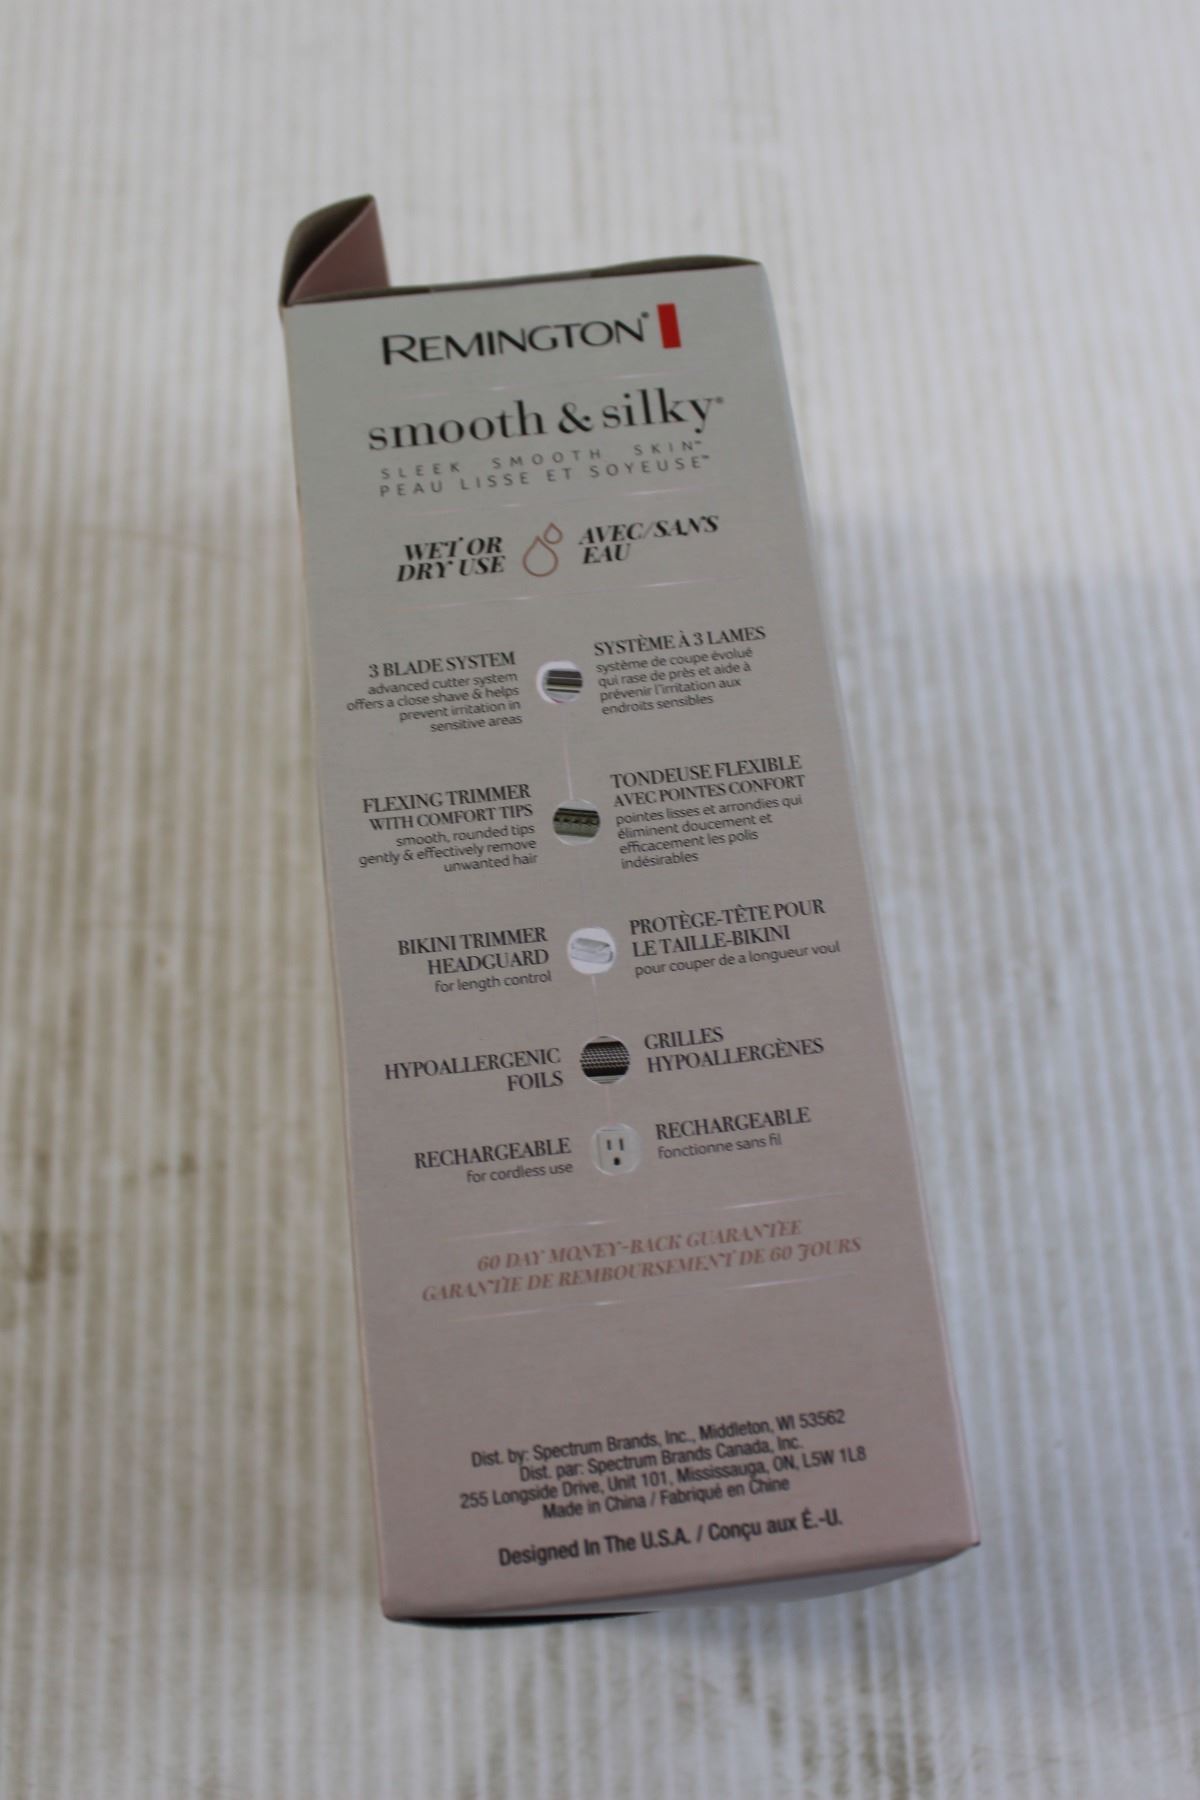 REMINGTON®
smooth & silky®
SLEEK SMOOTH SKIN™
PEAU LISSE ET SOYEUSE™
WET OR
DRY USE
AVEC/SANS
EAU
3 BLADE SYSTEM
advanced cutter system
offers a close shave & helps
prevent irritation in
sensitive areas
SYSTÈME À 3 LAMES
système de coupe évolué
qui rase de près et aide à
prévenir l'irritation aux
endroits sensibles
FLEXING TRIMMER
WITH COMFORT TIPS
smooth, rounded tips
gently & effectively remove
unwanted hair
TONDEUSE FLEXIBLE
AVEC POINTES CONFORT
pointes lisses et arrondies qui
éliminent doucement et
efficacement les polis
indésirables
BIKINI TRIMMER
HEADGUARD
for length control
PROTÈGE-TÊTE POUR
LE TAILLE-BIKINI
pour couper de a longueur voul
HYPOALLERGENIC
FOILS
GRILLES
HYPOALLERGÈNES
RECHARGEABLE
for cordless use
RECHARGEABLE
fonctionne sans fil
60 DAY MONEY-BACK GUARANTEE
GARANTIE DE REMBOURSEMENT DE 60 JOURS
Dist. by: Spectrum Brands, Inc., Middleton, WI 53562
Dist. par: Spectrum Brands Canada, Inc.
255 Longside Drive, Unit 101, Mississauga, ON, L5W 1L8
Made in China / Fabriqué en Chine
Designed In The U.S.A. / Conçu aux É.-U.